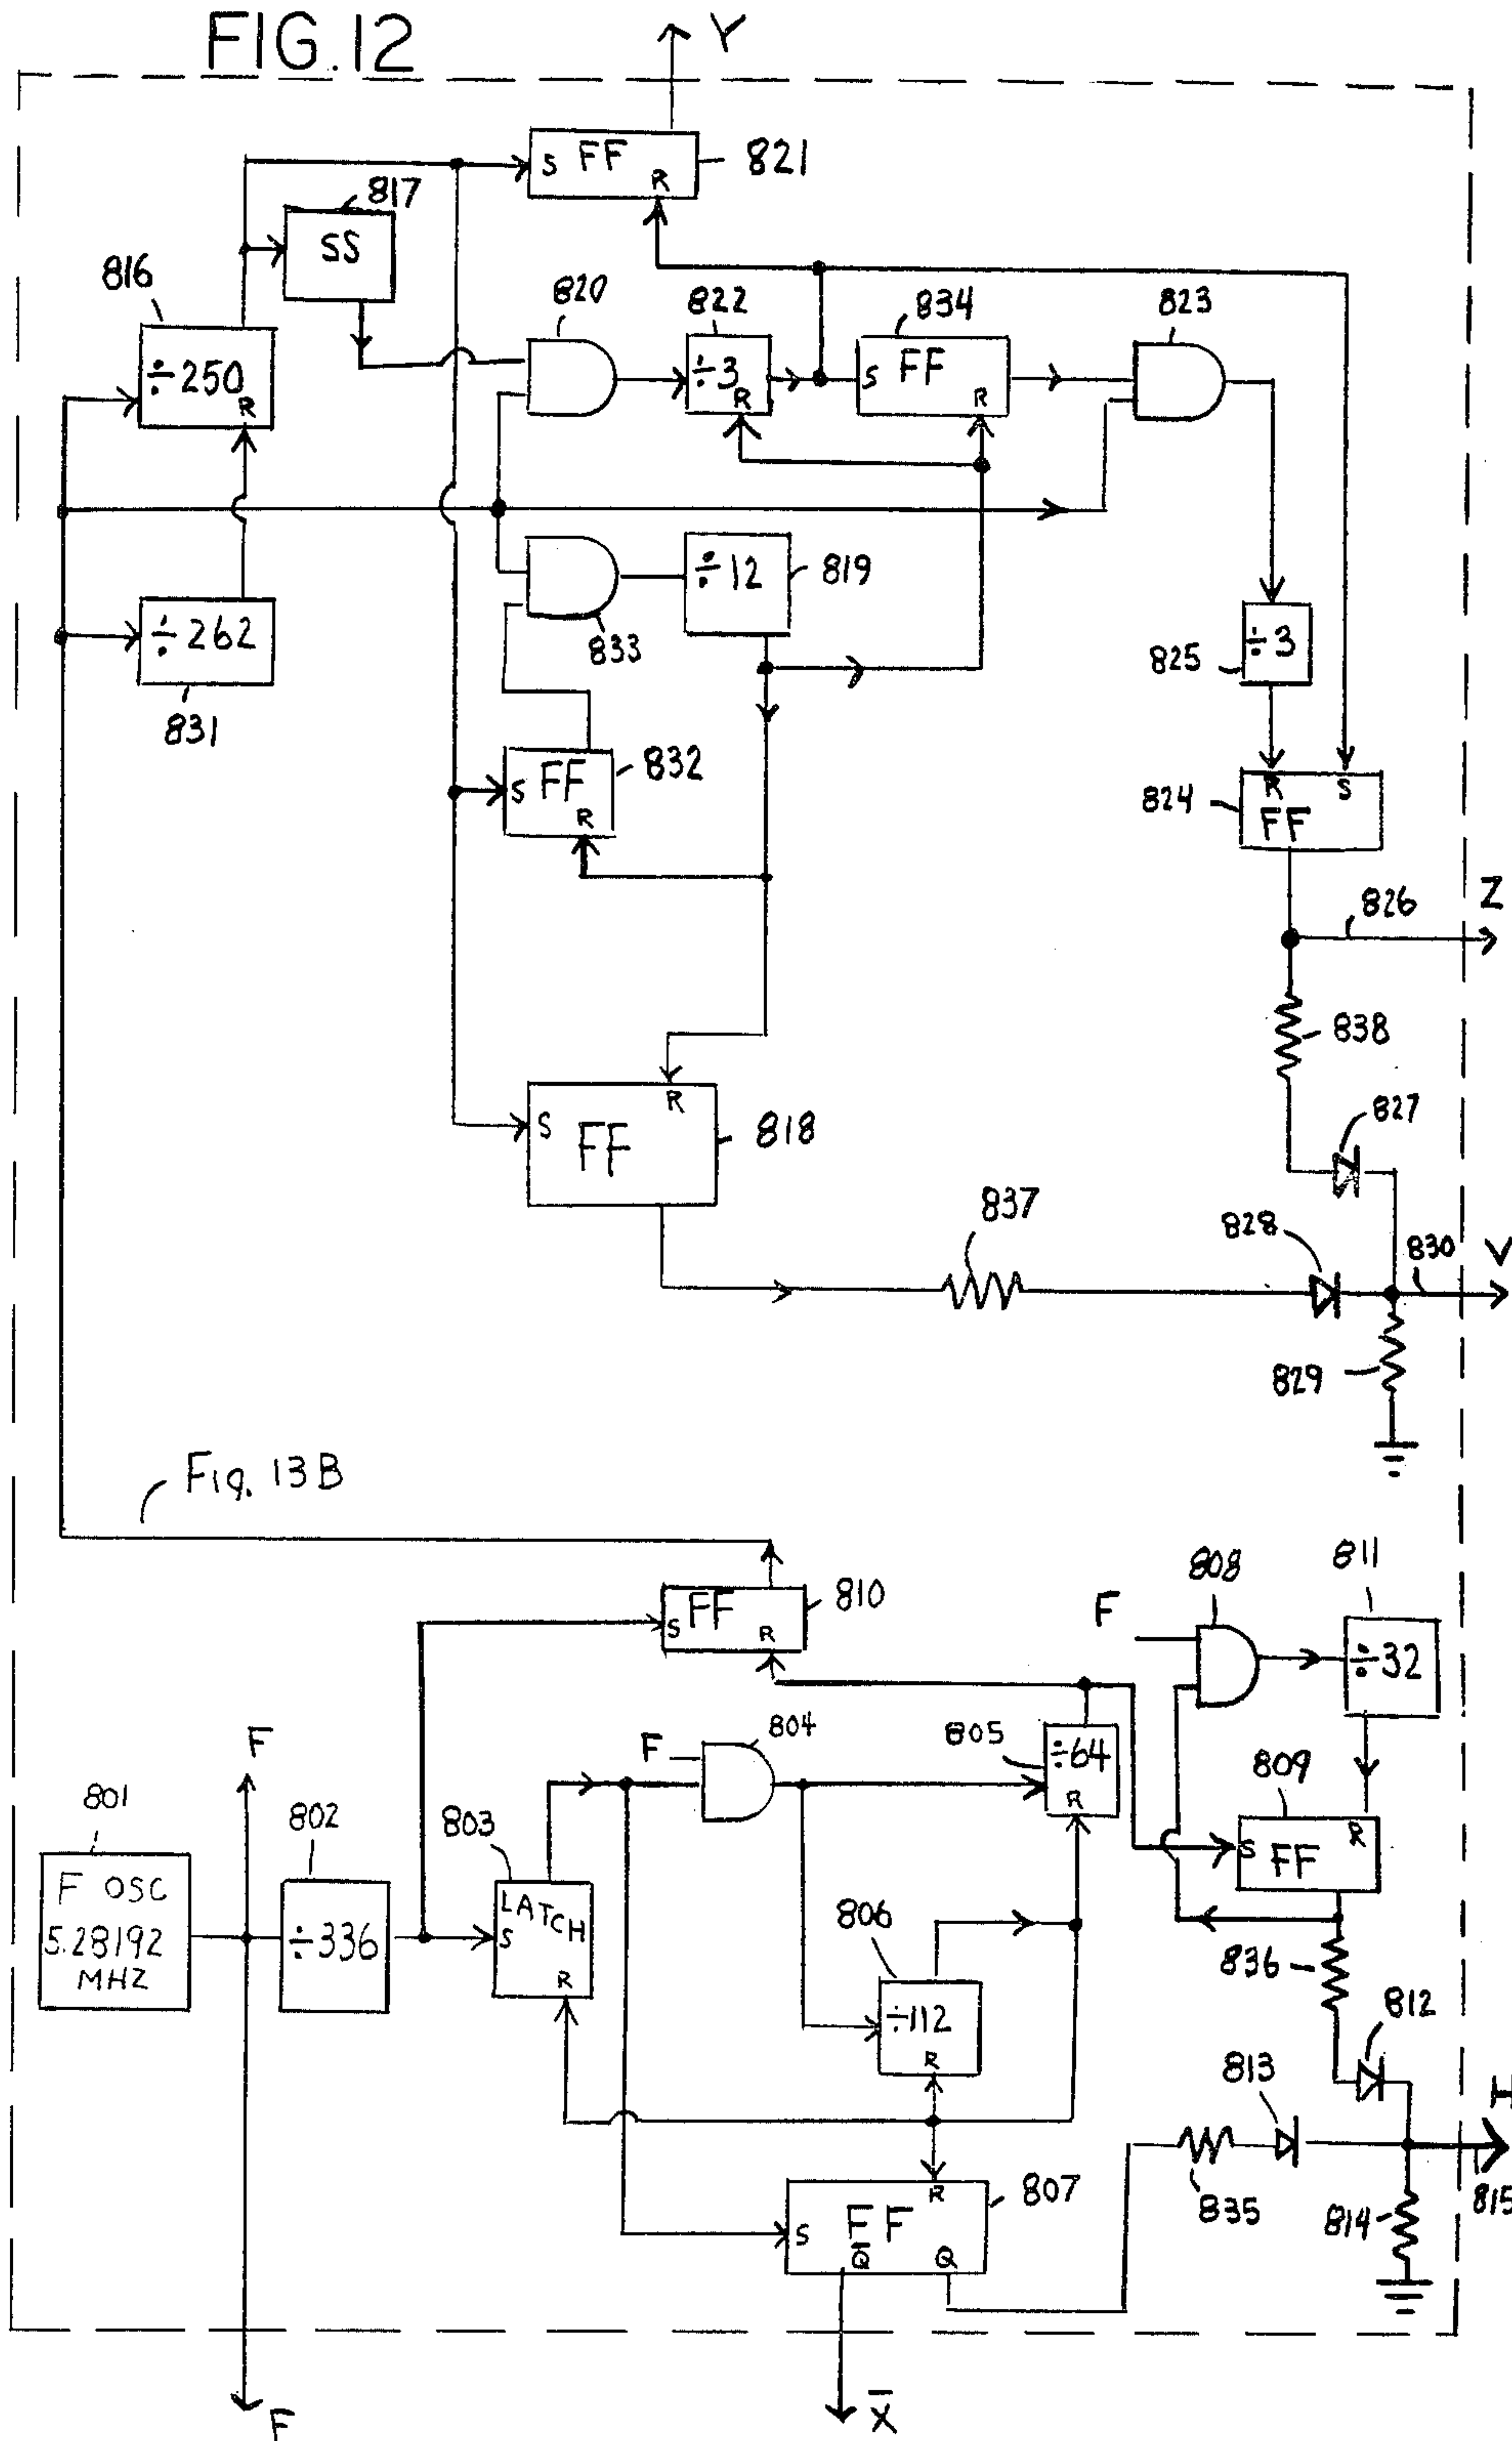 FIG. 12
Y
S FF R
821
817
SS
816
÷250
R
820
822
÷3
R
834
S FF R
823
÷262
831
833
÷12
819
825
÷3
S FF R
832
824
R S
FF
826
Z
838
827
S FF R
818
837
828
830
V
829
Fig. 13B
S FF R
810
F
808
811
÷32
F
804
805
÷64
R
809
S FF R
F
801
F OSC
5.28192
MHZ
802
÷336
803
LATCH
S
R
806
÷112
R
836
812
813
H
835
814
815
S FF R
Q̅ Q
807
F
X̅